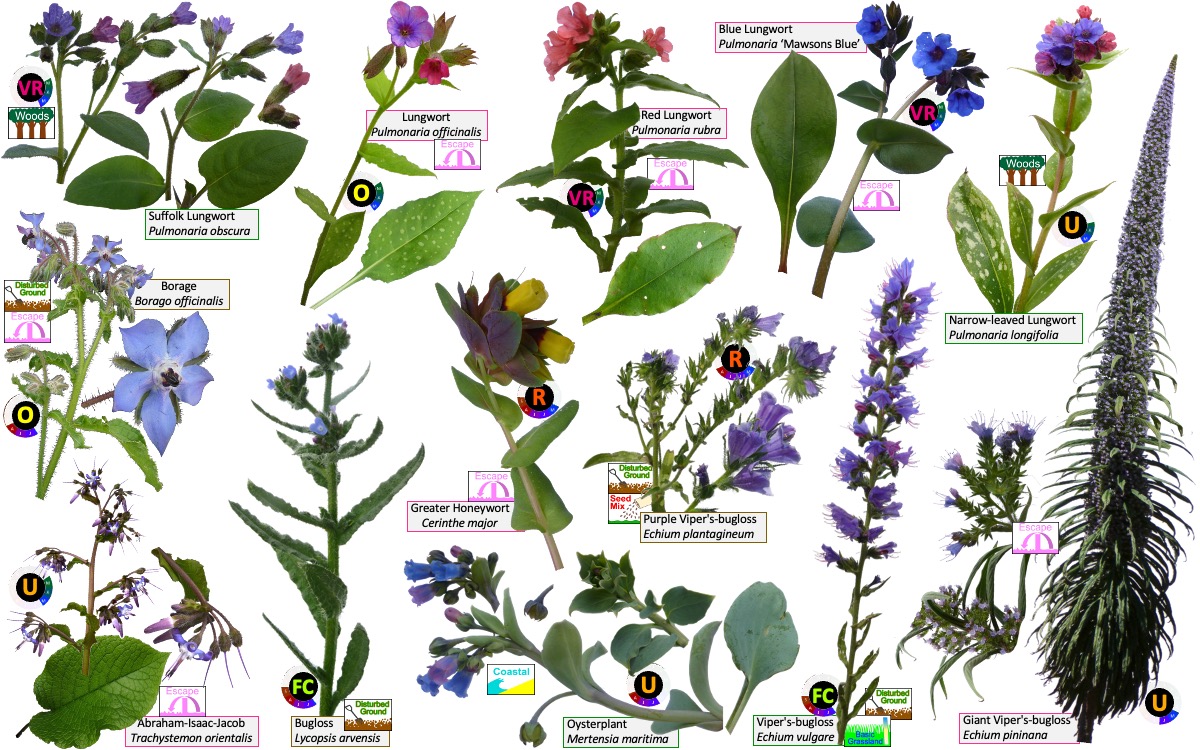 VR
Woods
Suffolk Lungwort
Pulmonaria obscura
Lungwort
Pulmonaria officinalis
Escape
O
Red Lungwort
Pulmonaria rubra
Escape
VR
Blue Lungwort
Pulmonaria ‘Mawsons Blue’
VR
Escape
Woods
U
Narrow-leaved Lungwort
Pulmonaria longifolia
Disturbed
Ground
Escape
Borage
Borago officinalis
O
R
Escape
Greater Honeywort
Cerinthe major
R
Disturbed
Ground
Seed
Mix
Purple Viper's-bugloss
Echium plantagineum
U
Escape
Abraham-Isaac-Jacob
Trachystemon orientalis
FC
Disturbed
Ground
Bugloss
Lycopsis arvensis
Coastal
U
Oysterplant
Mertensia maritima
FC
Disturbed
Ground
Basic
Grassland
Viper's-bugloss
Echium vulgare
Escape
Giant Viper's-bugloss
Echium pininana
U